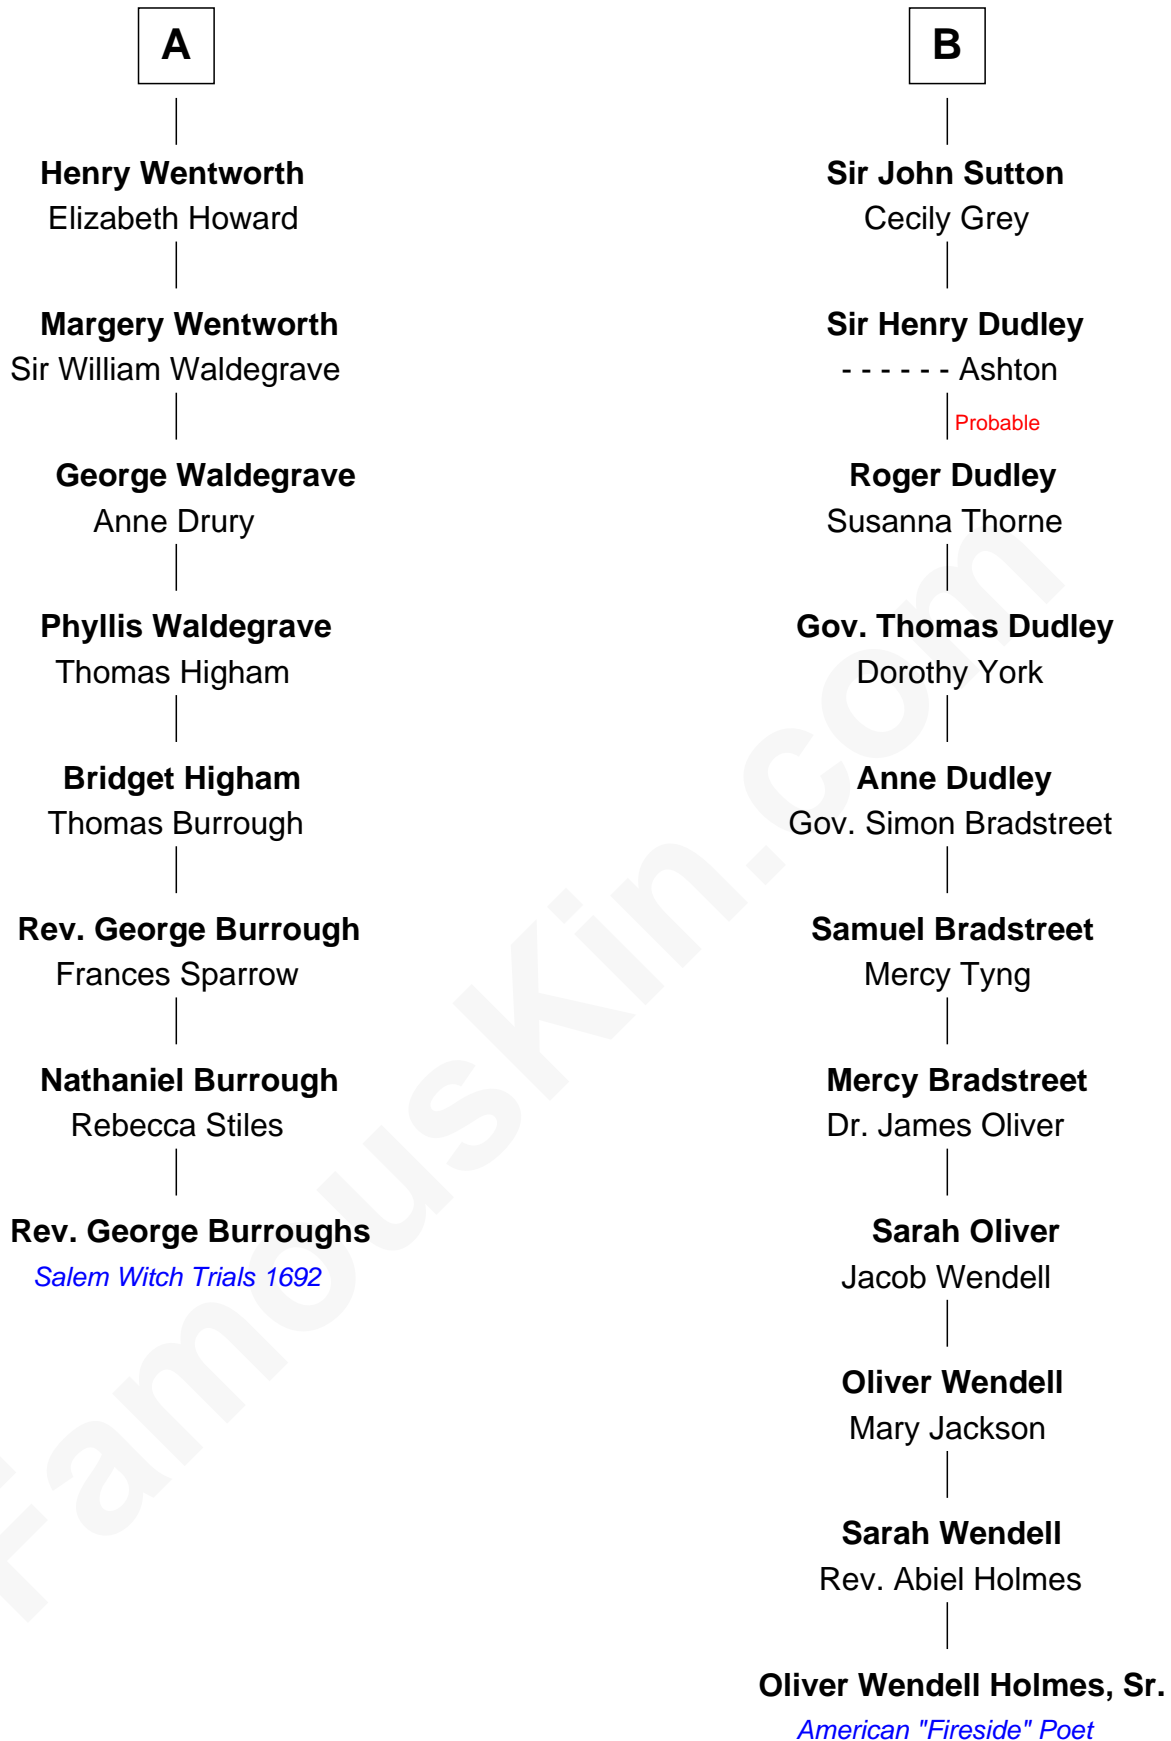 A
Henry Wentworth
Elizabeth Howard
Margery Wentworth
Sir William Waldegrave
George Waldegrave
Anne Drury
Phyllis Waldegrave
Thomas Higham
Bridget Higham
Thomas Burrough
Rev. George Burrough
Frances Sparrow
Nathaniel Burrough
Rebecca Stiles
Rev. George Burroughs
Salem Witch Trials 1692
B
Sir John Sutton
Cecily Grey
Sir Henry Dudley
- - - - - - Ashton
Probable
Roger Dudley
Susanna Thorne
Gov. Thomas Dudley
Dorothy York
Anne Dudley
Gov. Simon Bradstreet
Samuel Bradstreet
Mercy Tyng
Mercy Bradstreet
Dr. James Oliver
Sarah Oliver
Jacob Wendell
Oliver Wendell
Mary Jackson
Sarah Wendell
Rev. Abiel Holmes
Oliver Wendell Holmes, Sr.
American "Fireside" Poet
FamousKin.com